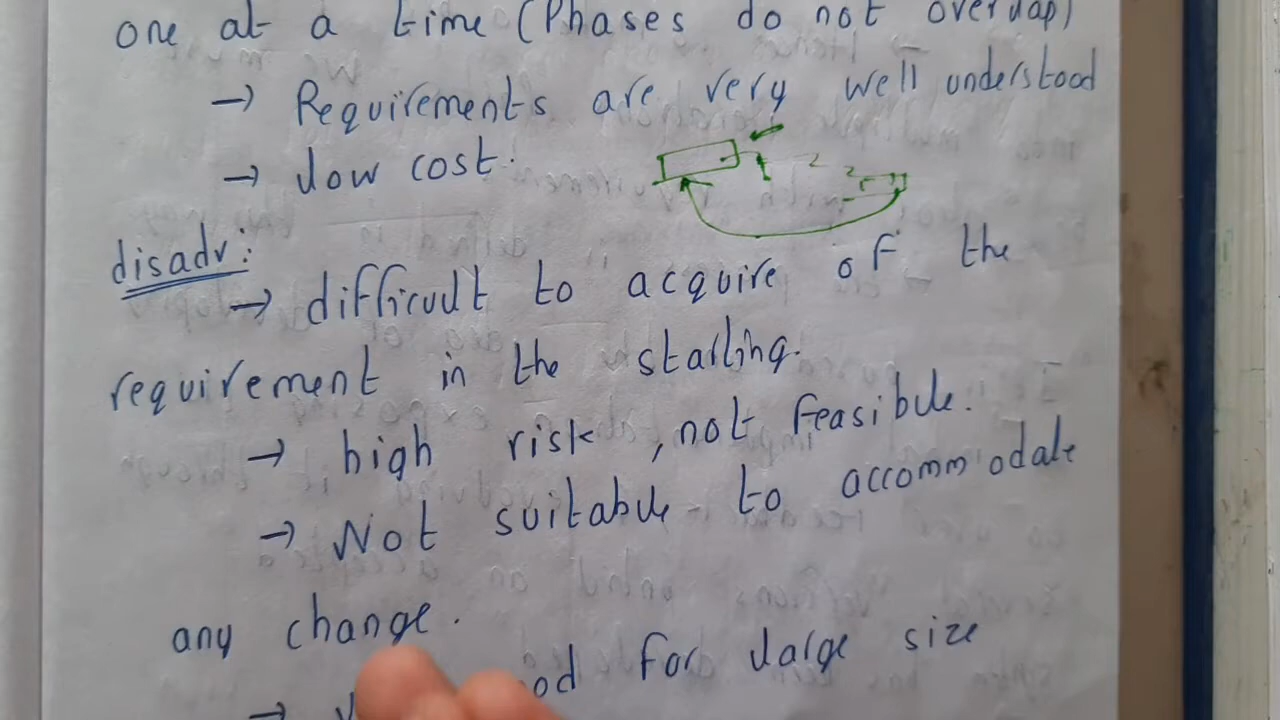 one at a time (Phases do not overlap)
→ Requirements are very well understood
→ low cost.
disadv:
→ difficult to acquire of the
requirement in the starting.
→ high risk, not feasible.
→ Not suitable to accommodate
any change.
→ for large size